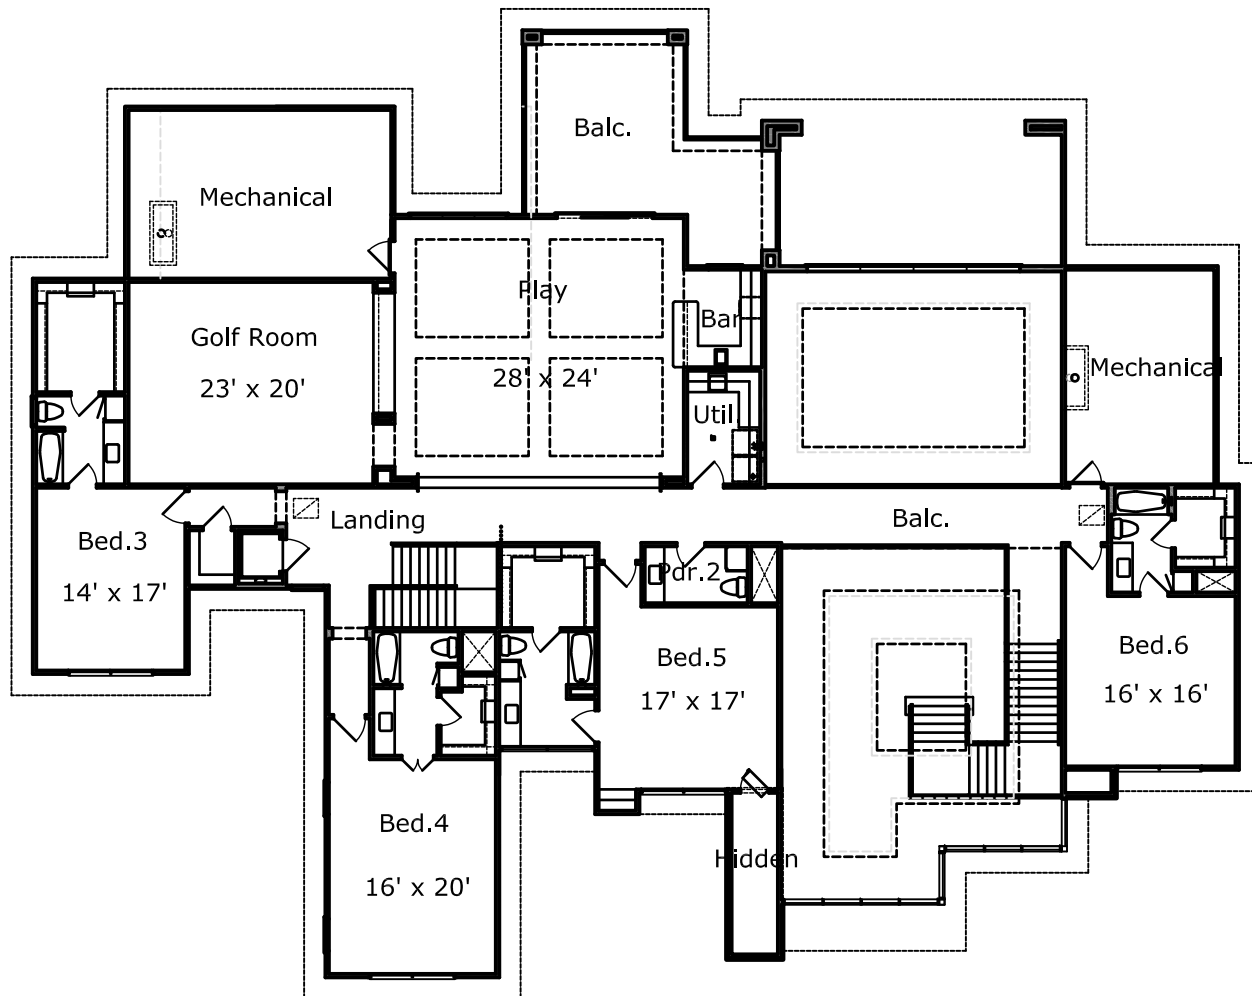 Balc.
Mechanical
Play
28' x 24'
Golf Room
23' x 20'
Bar
Util.
Mechanical
Landing
Balc.
Bed.3
14' x 17'
Pdr.2
Bed.5
17' x 17'
Bed.6
16' x 16'
Bed.4
16' x 20'
Hidden